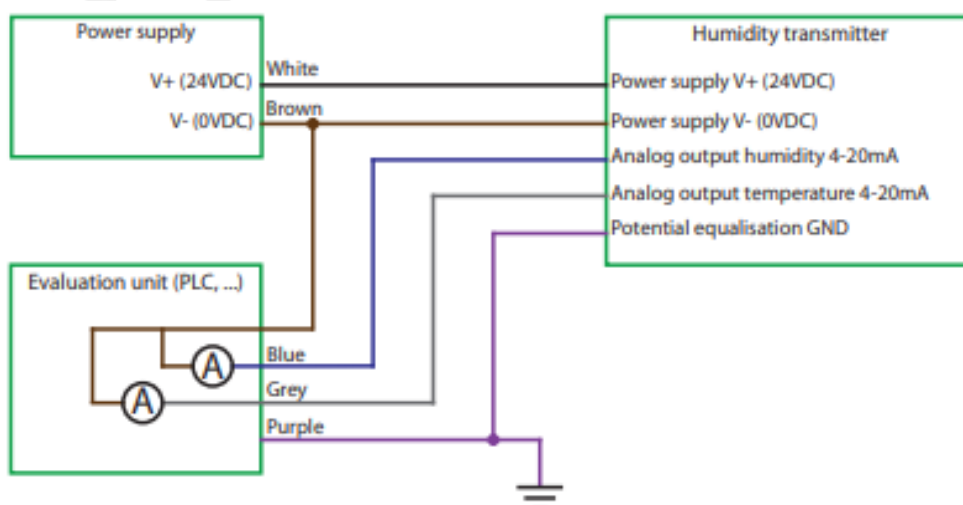 Power supply
V+ (24VDC)
V- (0VDC)
White
Brown
Humidity transmitter
Power supply V+ (24VDC)
Power supply V- (0VDC)
Analog output humidity 4-20mA
Analog output temperature 4-20mA
Potential equalisation GND
Evaluation unit (PLC, ...)
A
A
Blue
Grey
Purple